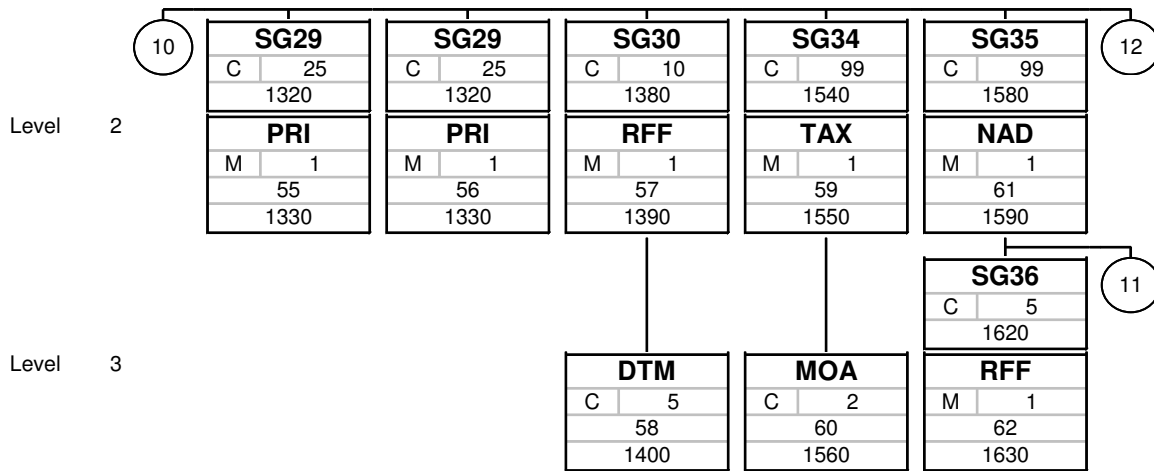 10 SG29 SG29 SG30 SG34 SG35 12
C 25 C 25 C 10 C 99 C 99
1320 1320 1380 1540 1580
Level 2 PRI PRI RFF TAX NAD
M 1 M 1 M 1 M 1 M 1
55 56 57 59 61
1330 1330 1390 1550 1590
SG36 11
C 5
1620
Level 3 DTM MOA RFF
C 5 C 2 M 1
58 60 62
1400 1560 1630